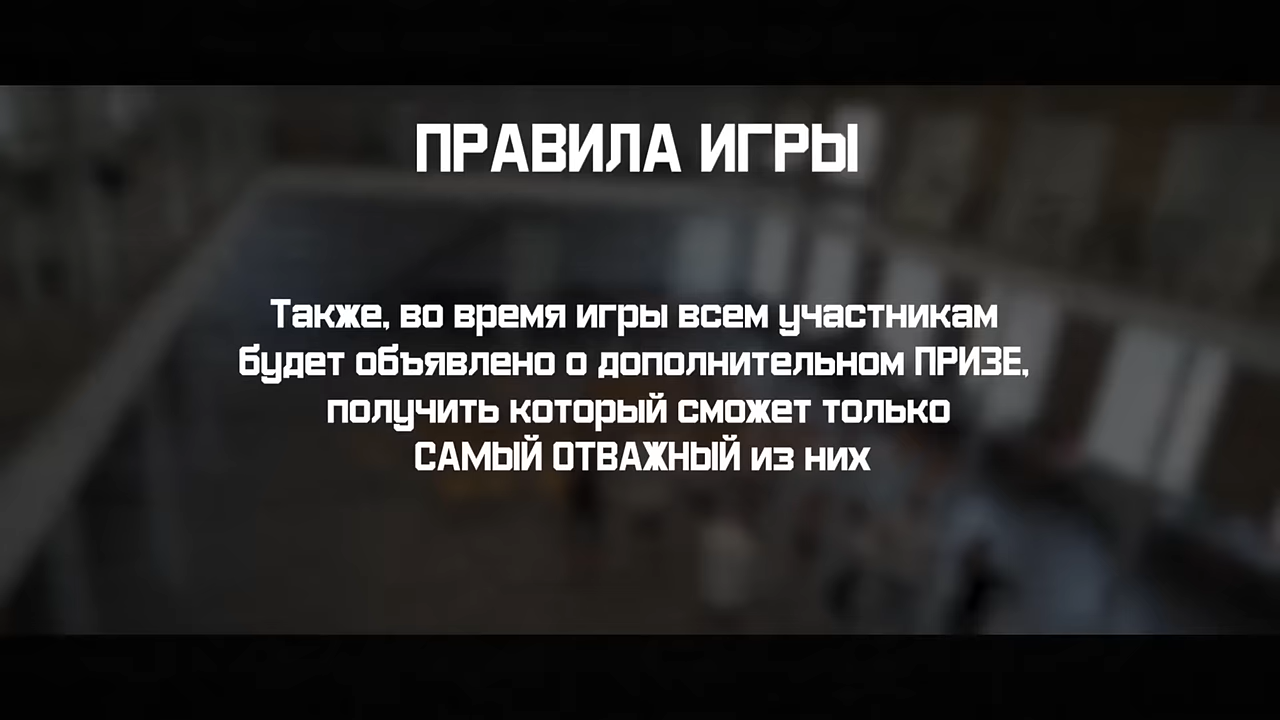 ПРАВИЛА ИГРЫ
Также, во время игры всем участникам
будет объявлено о дополнительном ПРИЗЕ,
получить который сможет только
САМЫЙ ОТВАЖНЫЙ из них